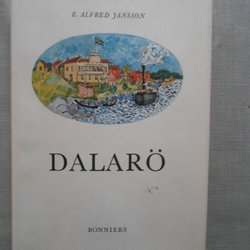 E. ALFRED JANSSON
DALARÖ
BONNIERS